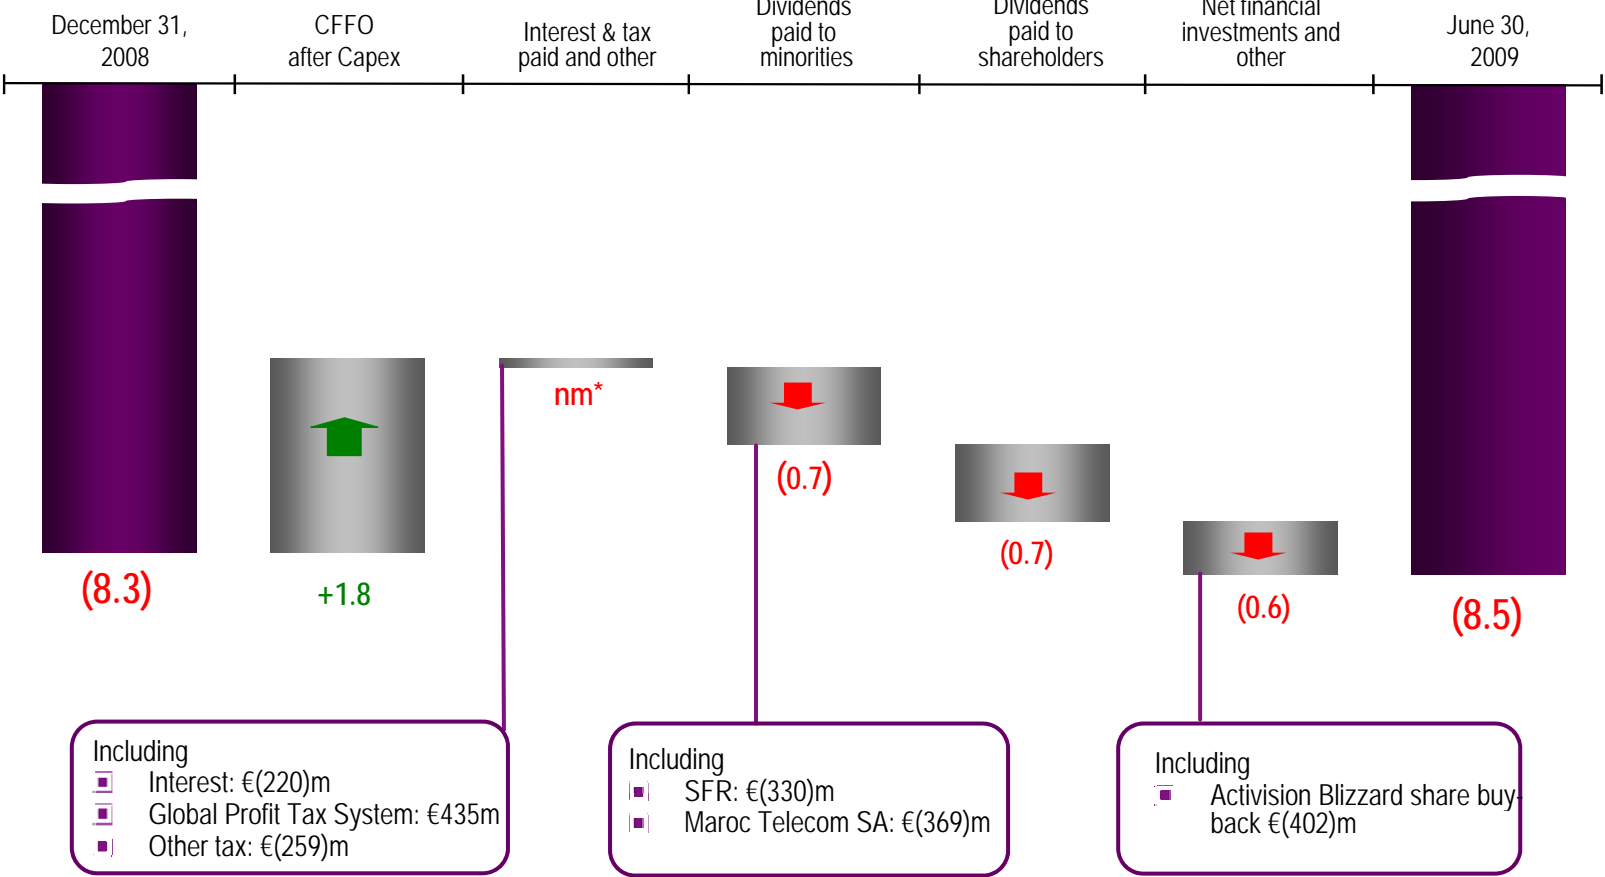 December 31,
2008
CFFO
after Capex
Interest & tax
paid and other
Dividends
paid to
minorities
Dividends
paid to
shareholders
Net financial
investments and
other
June 30,
2009
(8.3)
+1.8
nm*
(0.7)
(0.7)
(0.6)
(8.5)
Including
Interest: €(220)m
Global Profit Tax System: €435m
Other tax: €(259)m
Including
SFR: €(330)m
Maroc Telecom SA: €(369)m
Including
Activision Blizzard share buy-
back €(402)m